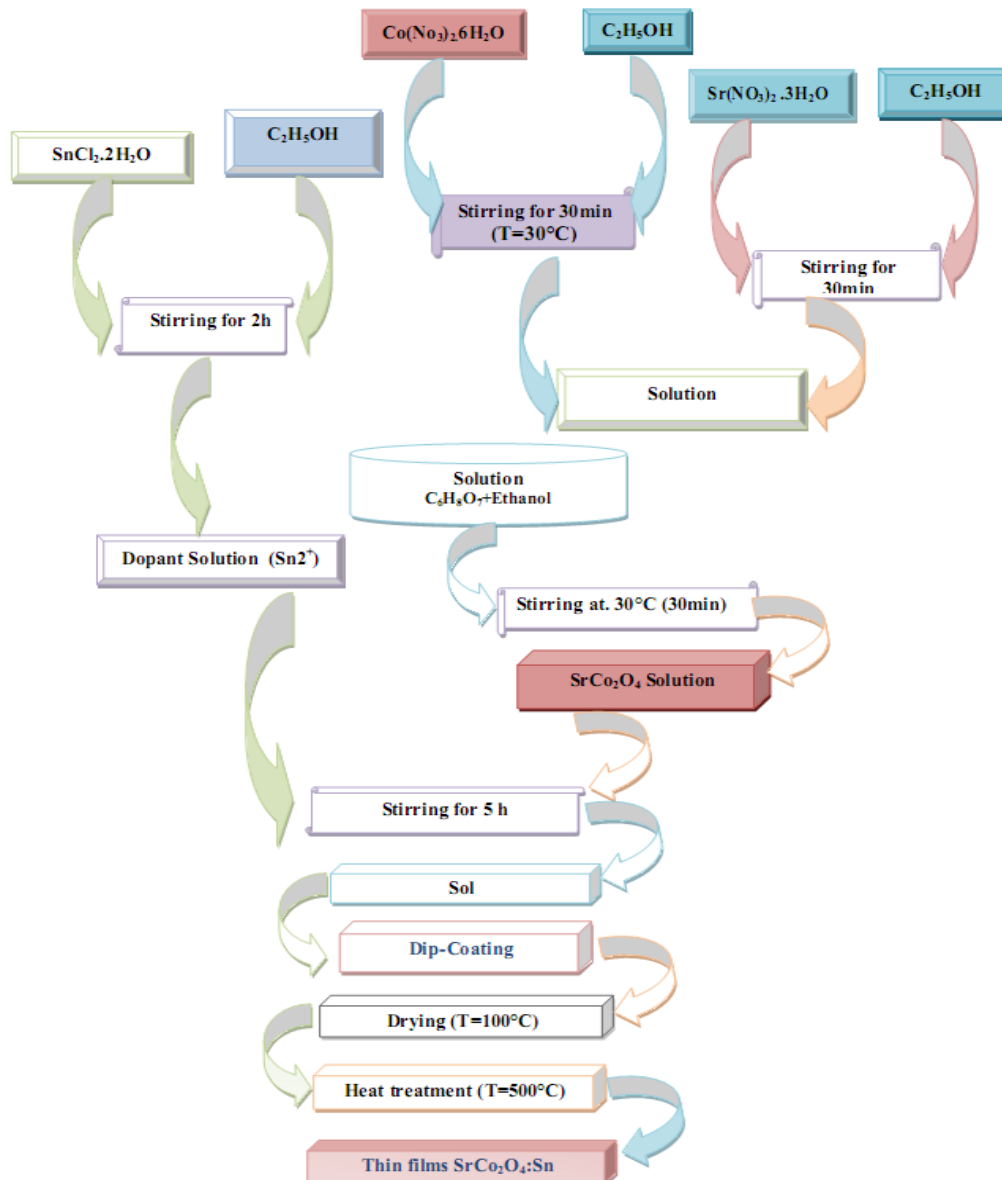 Co(No₃)₂.6H₂O
C₂H₅OH
Sr(NO₃)₂ .3H₂O
C₂H₅OH
SnCl₂.2H₂O
C₂H₅OH
Stirring for 30min
(T=30°C)
Stirring for
30min
Stirring for 2h
Solution
Solution
C₆H₈O₇+Ethanol
Dopant Solution (Sn2⁺)
Stirring at. 30°C (30min)
SrCo₂O₄ Solution
Stirring for 5 h
Sol
Dip-Coating
Drying (T=100°C)
Heat treatment (T=500°C)
Thin films SrCo₂O₄:Sn